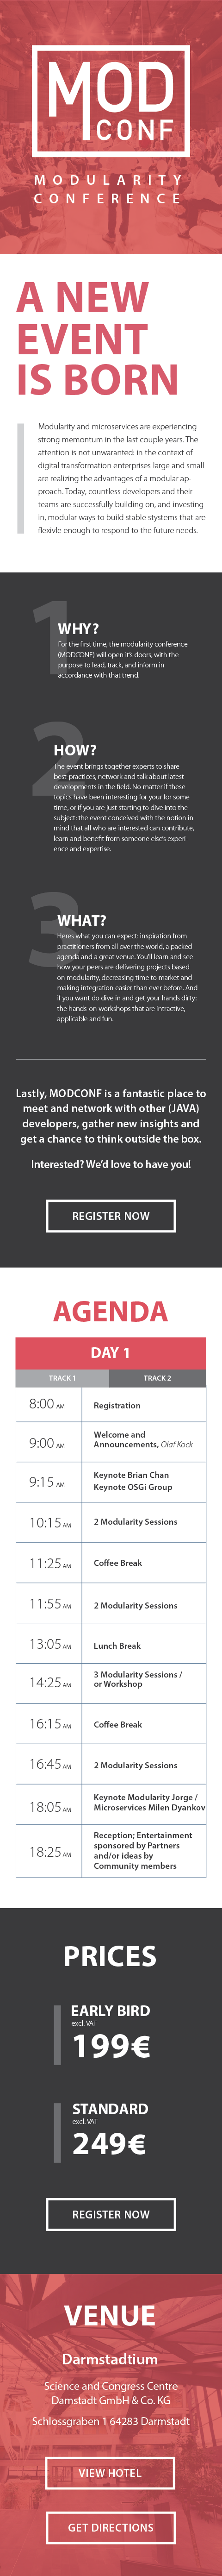 MOD
CONF
MODULARITY
CONFERENCE
A NEW
EVENT
IS BORN
Modularity and microservices are experiencing
strong memontum in the last couple years. The
attention is not unwaranted: in the context of
digital transformation enterprises large and small
are realizing the advantages of a modular ap-
proach. Today, countless developers and their
teams are successfully building on, and investing
in, modular ways to build stable stystems that are
flexivle enough to respond to the future needs.
1
WHY?
For the first time, the modularity conference
(MODCONF) will open it's doors, with the
purpose to lead, track, and inform in
accordance with that trend.
2
HOW?
The event brings together experts to share
best-practices, network and talk about latest
developments in the field. No matter if these
topics have been interesting for your for some
time, or if you are just starting to dive into the
subject: the event conceived with the notion in
mind that all who are interested can contribute,
learn and benefit from someone else's experi-
ence and expertise.
3
WHAT?
Here's what you can expect: inspiration from
practitioners from all over the world, a packed
agenda and a great venue. You'll learn and see
how your peers are delivering projects based
on modularity, decreasing time to market and
making integration easier than ever before. And
if you want do dive in and get your hands dirty:
the hands-on workshops that are intractive,
applicable and fun.
Lastly, MODCONF is a fantastic place to
meet and network with other (JAVA)
developers, gather new insights and
get a chance to think outside the box.
Interested? We'd love to have you!
REGISTER NOW
AGENDA
DAY 1
TRACK 1 TRACK 2
8:00 AM Registration
9:00 AM Welcome and
Announcements, Olaf Kock
9:15 AM Keynote Brian Chan
Keynote OSGi Group
10:15 AM 2 Modularity Sessions
11:25 AM Coffee Break
11:55 AM 2 Modularity Sessions
13:05 AM Lunch Break
14:25 AM 3 Modularity Sessions /
or Workshop
16:15 AM Coffee Break
16:45 AM 2 Modularity Sessions
18:05 AM Keynote Modularity Jorge /
Microservices Milen Dyankov
18:25 AM Reception; Entertainment
sponsored by Partners
and/or ideas by
Community members
PRICES
EARLY BIRD
excl. VAT
199€
STANDARD
excl. VAT
249€
REGISTER NOW
VENUE
Darmstadtium
Science and Congress Centre
Damstadt GmbH & Co. KG
Schlossgraben 1 64283 Darmstadt
VIEW HOTEL
GET DIRECTIONS